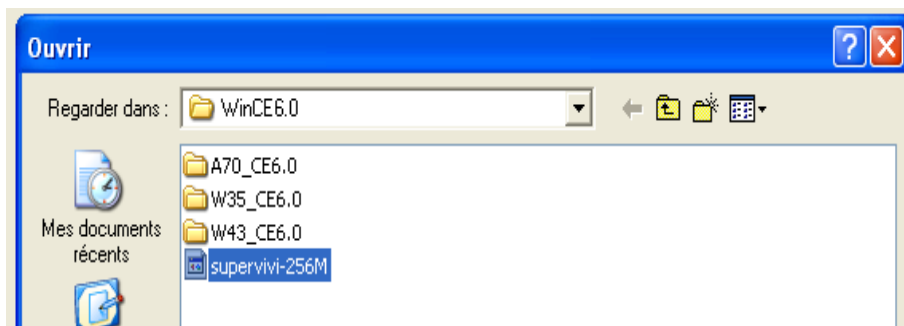 Ouvrir
Regarder dans :
WinCE6.0
A70_CE6.0
W35_CE6.0
W43_CE6.0
supervivi-256M
Mes documents
récents